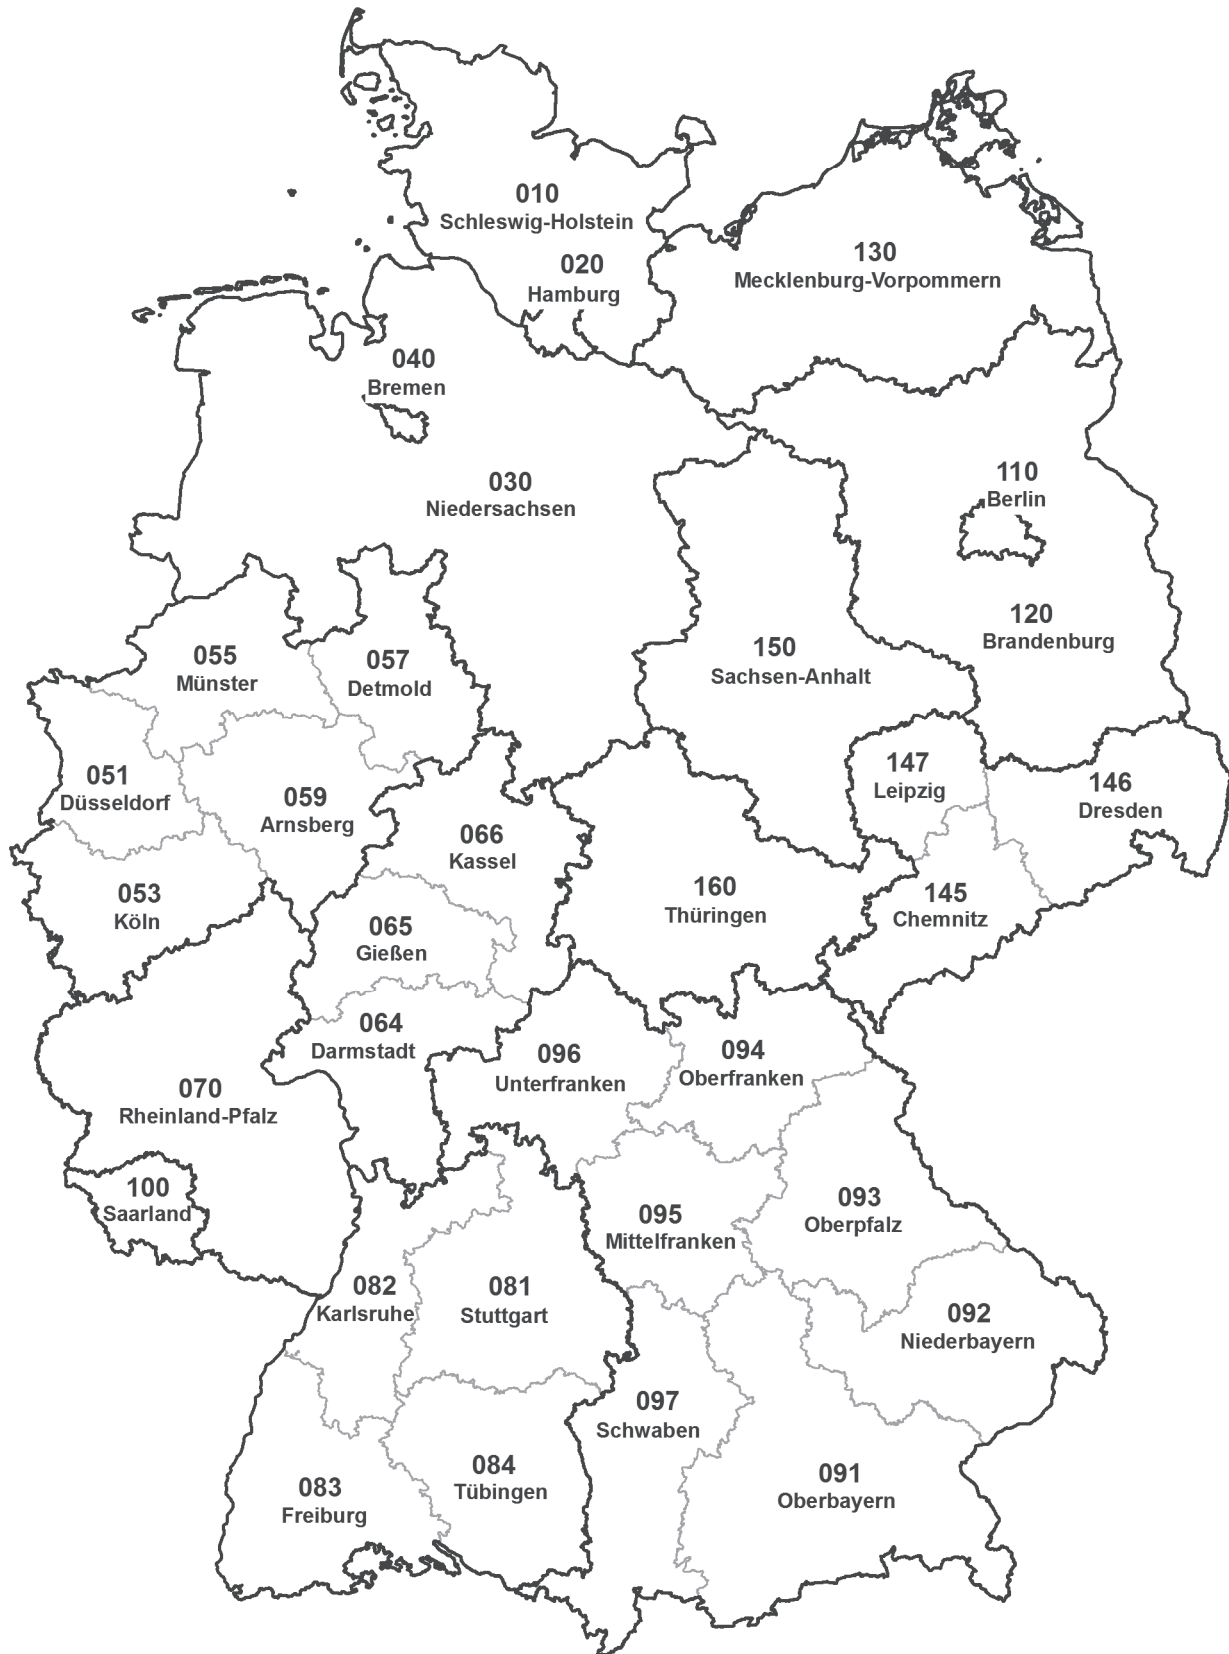 010
Schleswig-Holstein
020
Hamburg
130
Mecklenburg-Vorpommern
040
Bremen
030
Niedersachsen
110
Berlin
120
Brandenburg
150
Sachsen-Anhalt
055
Münster
057
Detmold
051
Düsseldorf
059
Arnsberg
066
Kassel
147
Leipzig
146
Dresden
053
Köln
065
Gießen
160
Thüringen
145
Chemnitz
064
Darmstadt
096
Unterfranken
094
Oberfranken
070
Rheinland-Pfalz
100
Saarland
095
Mittelfranken
093
Oberpfalz
082
Karlsruhe
081
Stuttgart
092
Niederbayern
097
Schwaben
083
Freiburg
084
Tübingen
091
Oberbayern